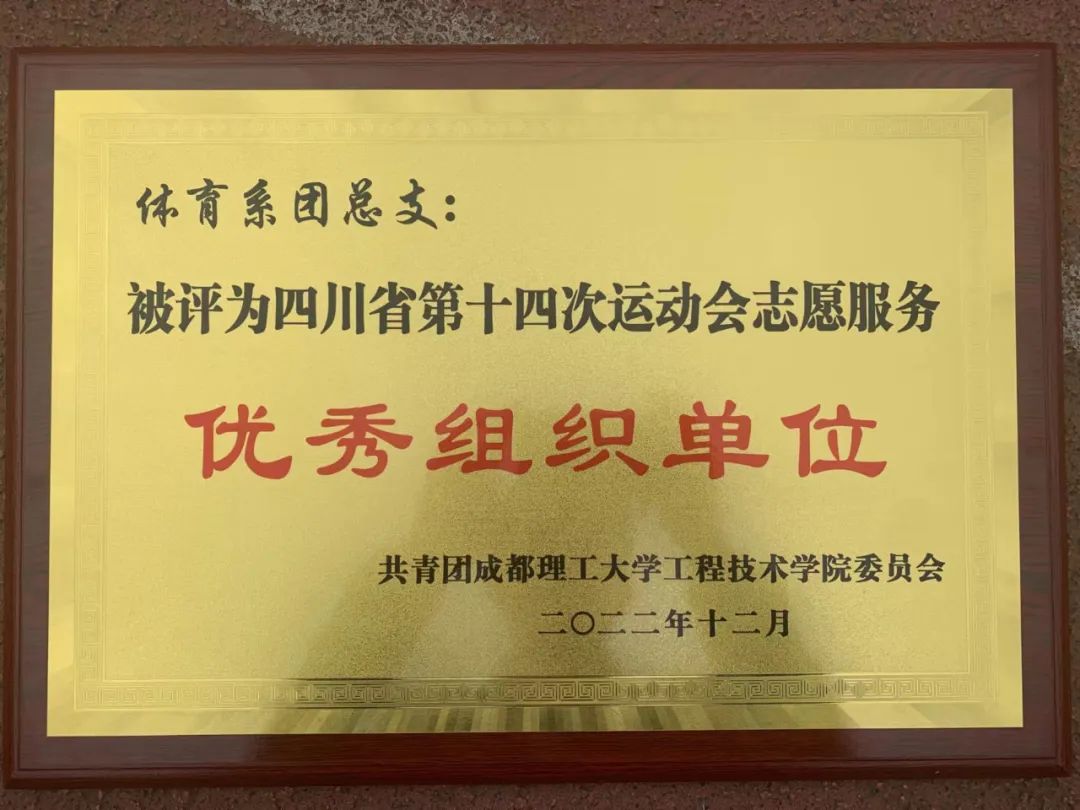 体育系团总支：
被评为四川省第十四次运动会志愿服务
优秀组织单位
共青团成都理工大学工程技术学院委员会
二〇二二年十二月